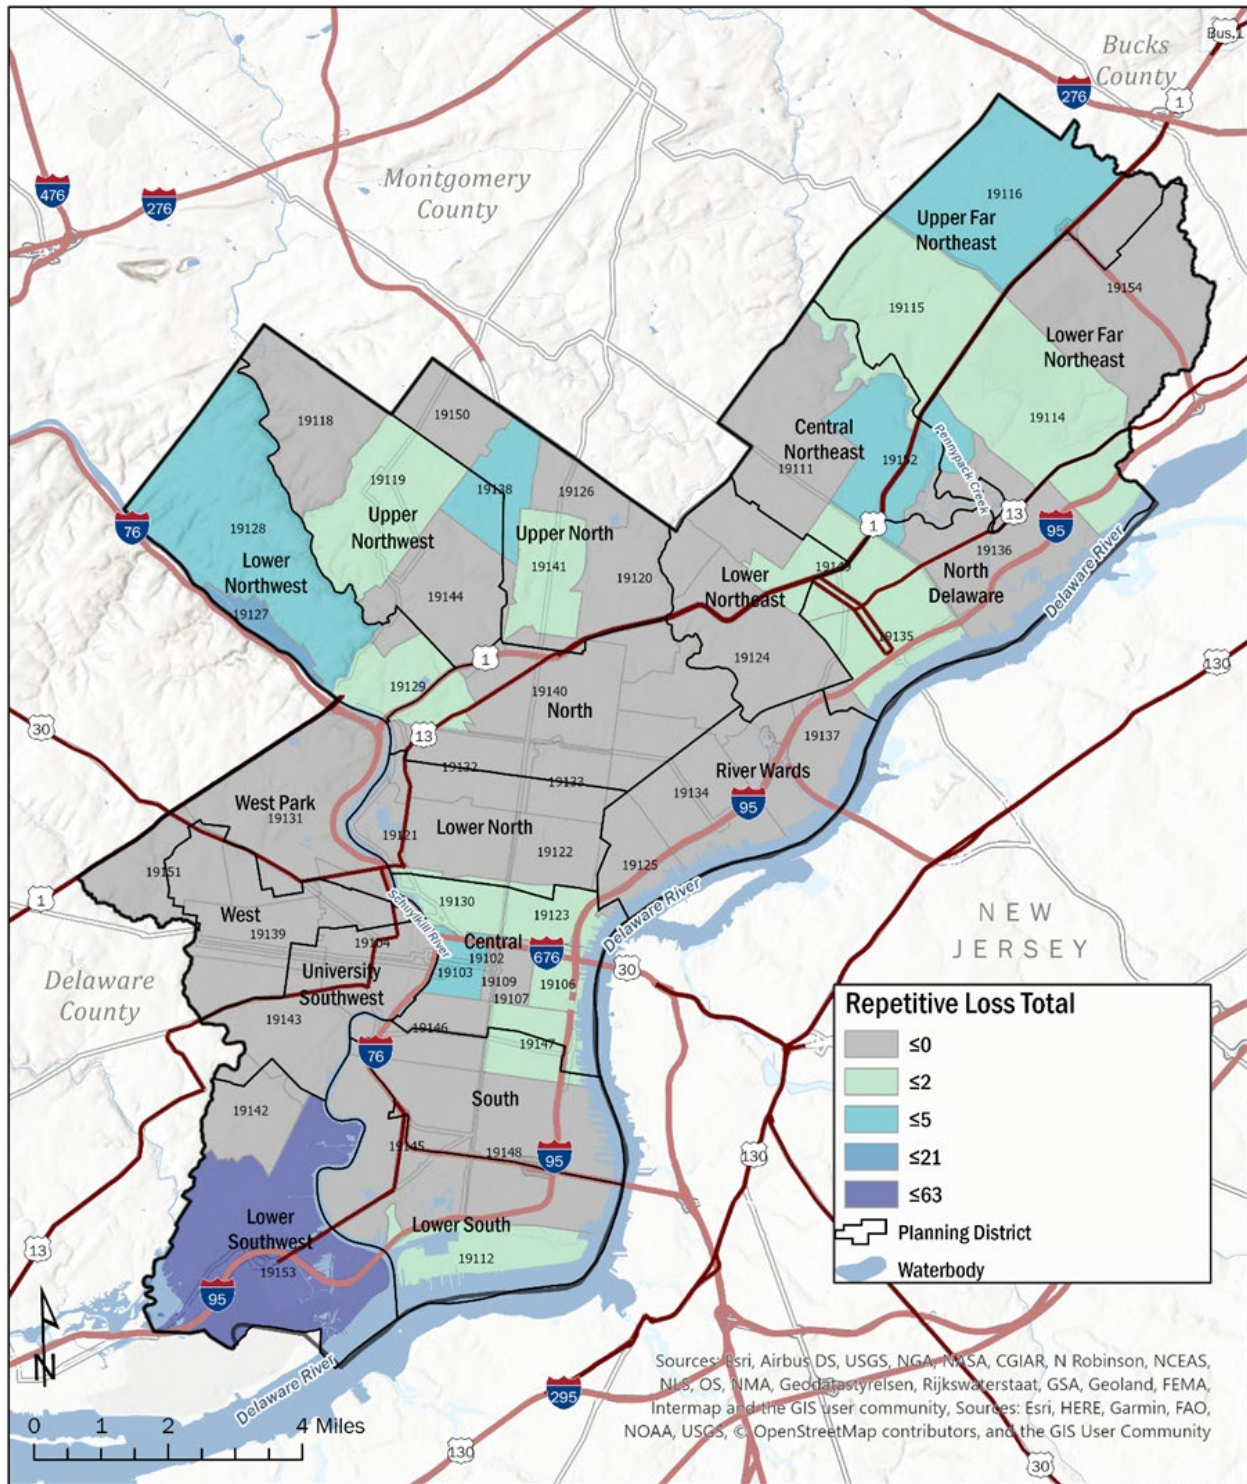 Bus.1
Bucks
County
276
1
476
276
Montgomery
County
19116
Upper Far
Northeast
19154
19115
Lower Far
Northeast
19118
19150
19114
Central
Northeast
Pennypack Creek
19111
19152
19119
19138
19126
Upper
Northwest
Upper North
1
13
95
76
19128
Lower
Northwest
19141
19120
Lower
Northeast
19149
19136
North
Delaware
Delaware River
19127
19144
19135
1
19124
130
19129
19140
North
30
13
19137
19132
19133
River Wards
19134
95
West Park
19131
Lower North
19121
19122
19125
19151
1
Schuylkill River
19130
19123
Delaware River
West
19139
19104
Central
NEW
JERSEY
19102
676
19103
30
Delaware
County
University
Southwest
19109
19106
19107
19143
19146
76
19147
19142
South
19145
19148
95
130
Lower
Southwest
Lower South
19112
19153
13
95
Delaware River
Repetitive Loss Total
≤0
≤2
≤5
≤21
≤63
Planning District
Waterbody
N
0 1 2 4 Miles
295
130
30
Sources: Esri, Airbus DS, USGS, NGA, NASA, CGIAR, N Robinson, NCEAS,
NLS, OS, NMA, Geodatastyrelsen, Rijkswaterstaat, GSA, Geoland, FEMA,
Intermap and the GIS user community, Sources: Esri, HERE, Garmin, FAO,
NOAA, USGS, © OpenStreetMap contributors, and the GIS User Community